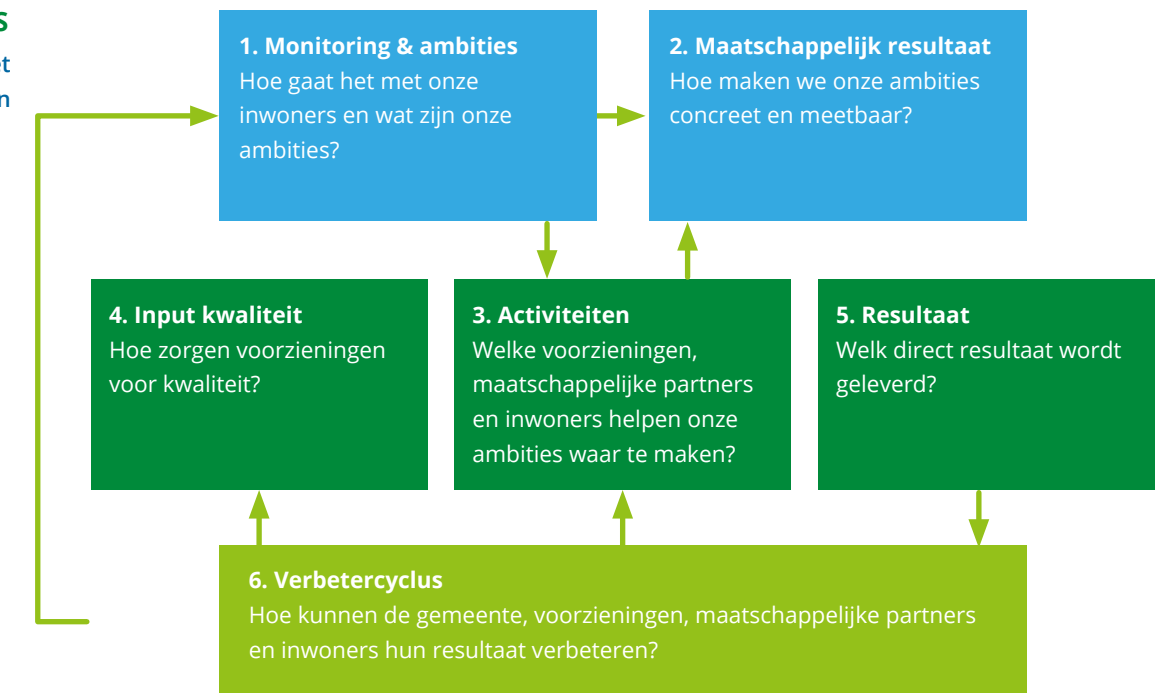 s
et
n
1. Monitoring & ambities
Hoe gaat het met onze
inwoners en wat zijn onze
ambities?
2. Maatschappelijk resultaat
Hoe maken we onze ambities
concreet en meetbaar?
4. Input kwaliteit
Hoe zorgen voorzieningen
voor kwaliteit?
3. Activiteiten
Welke voorzieningen,
maatschappelijke partners
en inwoners helpen onze
ambities waar te maken?
5. Resultaat
Welk direct resultaat wordt
geleverd?
6. Verbetercyclus
Hoe kunnen de gemeente, voorzieningen, maatschappelijke partners
en inwoners hun resultaat verbeteren?